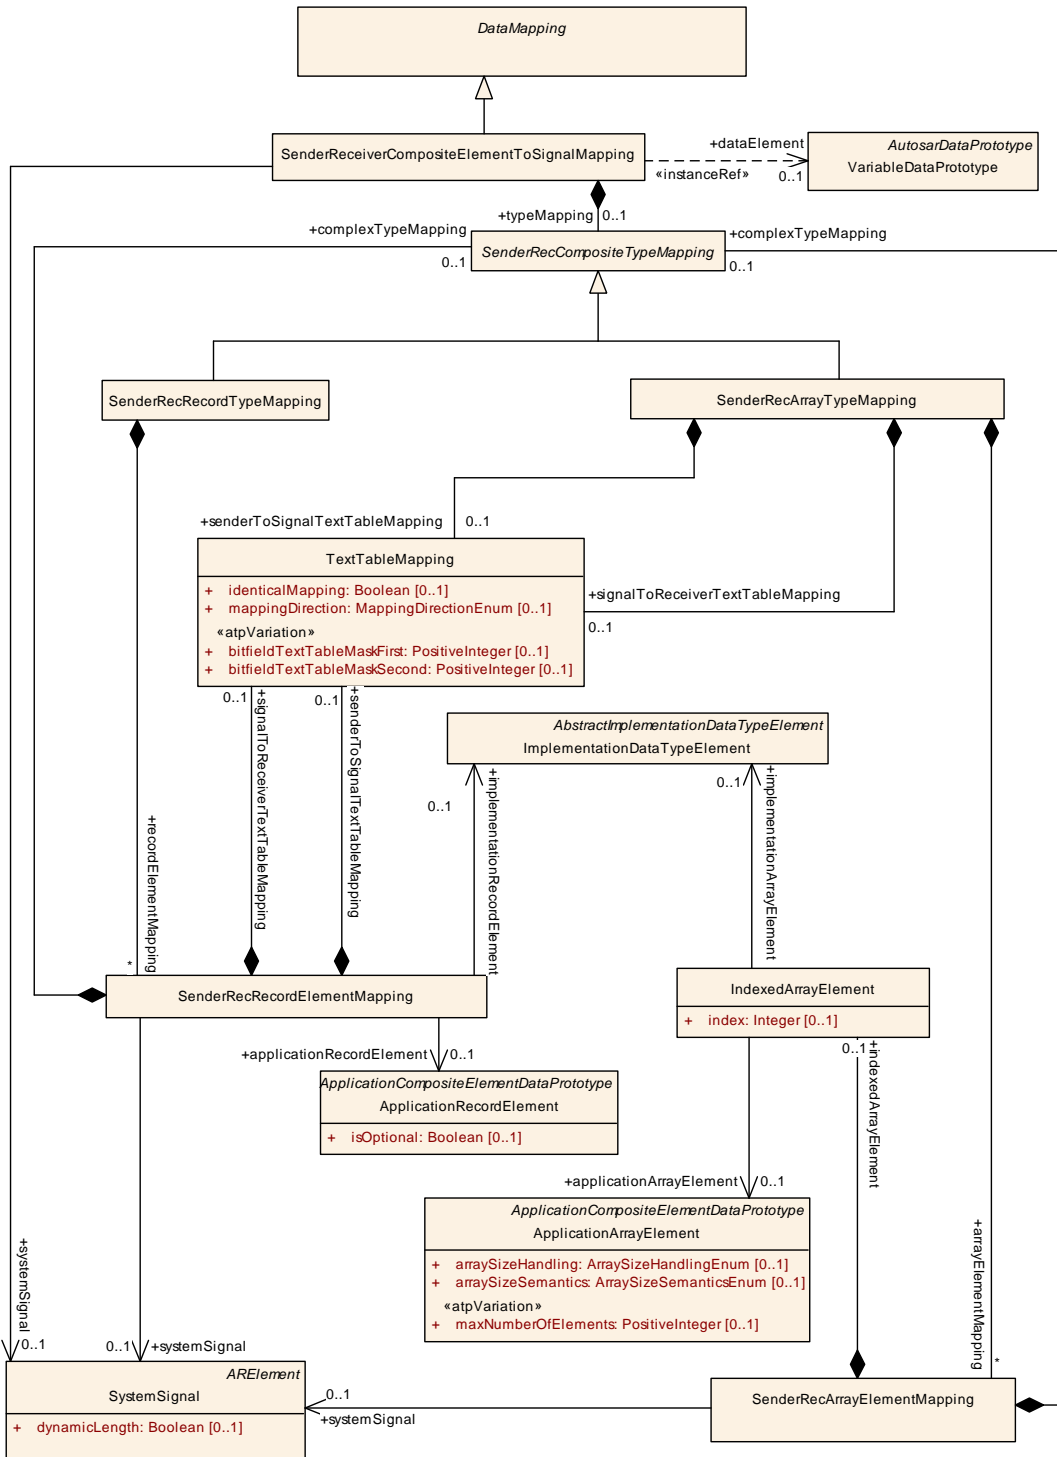 DataMapping
SenderReceiverCompositeElementToSignalMapping
+dataElement
«instanceRef»
0..1
AutosarDataPrototype
VariableDataPrototype
+typeMapping
0..1
+complexTypeMapping
0..1
SenderRecCompositeTypeMapping
+complexTypeMapping
0..1
SenderRecRecordTypeMapping
SenderRecArrayTypeMapping
+senderToSignalTextTableMapping
0..1
TextTableMapping
+ identicalMapping: Boolean [0..1]
+ mappingDirection: MappingDirectionEnum [0..1]
«atpVariation»
+ bitfieldTextTableMaskFirst: PositiveInteger [0..1]
+ bitfieldTextTableMaskSecond: PositiveInteger [0..1]
+signalToReceiverTextTableMapping
0..1
0..1
+signalToReceiverTextTableMapping
0..1
+senderToSignalTextTableMapping
AbstractImplementationDataTypeElement
ImplementationDataTypeElement
0..1
+implementationRecordElement
0..1
+implementationArrayElement
+recordElementMapping
*
SenderRecRecordElementMapping
IndexedArrayElement
+ index: Integer [0..1]
+applicationRecordElement
0..1
0..1
+indexedArrayElement
ApplicationCompositeElementDataPrototype
ApplicationRecordElement
+ isOptional: Boolean [0..1]
+applicationArrayElement
0..1
ApplicationCompositeElementDataPrototype
ApplicationArrayElement
+ arraySizeHandling: ArraySizeHandlingEnum [0..1]
+ arraySizeSemantics: ArraySizeSemanticsEnum [0..1]
«atpVariation»
+ maxNumberOfElements: PositiveInteger [0..1]
+systemSignal
0..1
0..1
+systemSignal
+arrayElementMapping
*
ARElement
SystemSignal
+ dynamicLength: Boolean [0..1]
0..1
+systemSignal
SenderRecArrayElementMapping